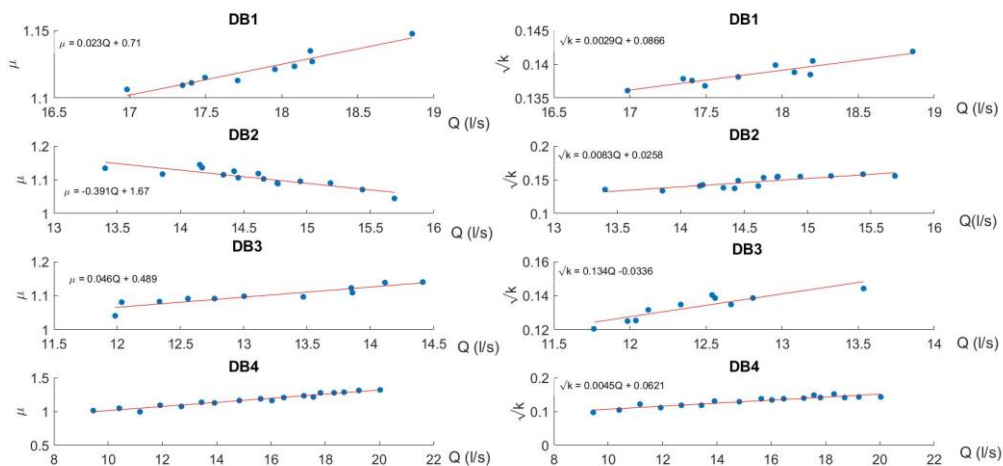 DB1
μ = 0.023Q + 0.71
1.15
1.1
μ
16.5 17 17.5 18 18.5 19
Q (l/s)
DB1
√k = 0.0029Q + 0.0866
0.145
0.14
0.135
√k
16.5 17 17.5 18 18.5 19
Q (l/s)
DB2
1.2
1.1
1
μ
μ = -0.391Q + 1.67
13 13.5 14 14.5 15 15.5 16
Q (l/s)
DB2
√k = 0.0083Q + 0.0258
0.2
0.15
0.1
√k
13 13.5 14 14.5 15 15.5 16
Q(l/s)
DB3
μ = 0.046Q + 0.489
1.2
1.1
1
μ
11.5 12 12.5 13 13.5 14 14.5
Q (l/s)
DB3
√k = 0.134Q -0.0336
0.16
0.14
0.12
√k
11.5 12 12.5 13 13.5 14
Q (l/s)
DB4
1.5
1
0.5
μ
8 10 12 14 16 18 20 22
Q (l/s)
DB4
√k = 0.0045Q + 0.0621
0.2
0.1
0
√k
8 10 12 14 16 18 20 22
Q (l/s)